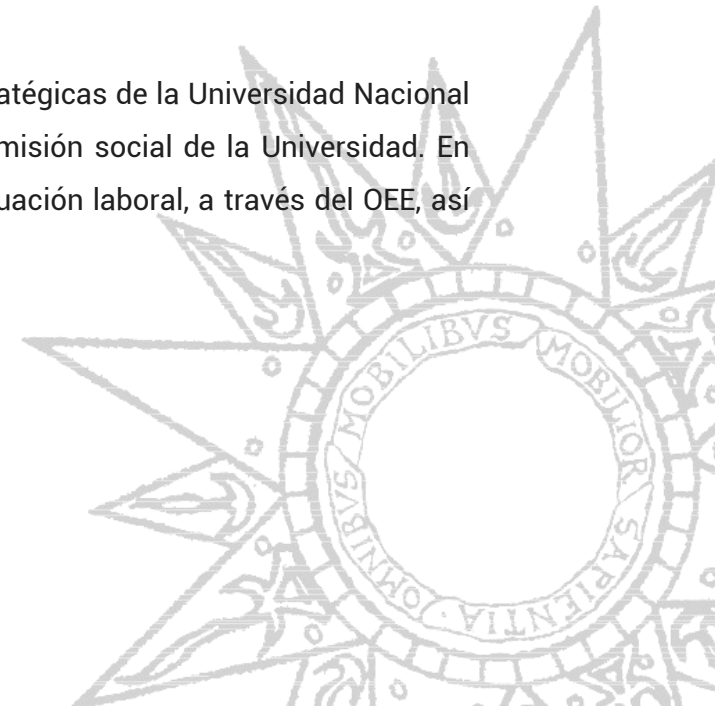 atégicas de la Universidad Nacional
misión social de la Universidad. En
uación laboral, a través del OEE, así
OMNIBVS MOBILIBVS MOBILIOR SAPIENTIA